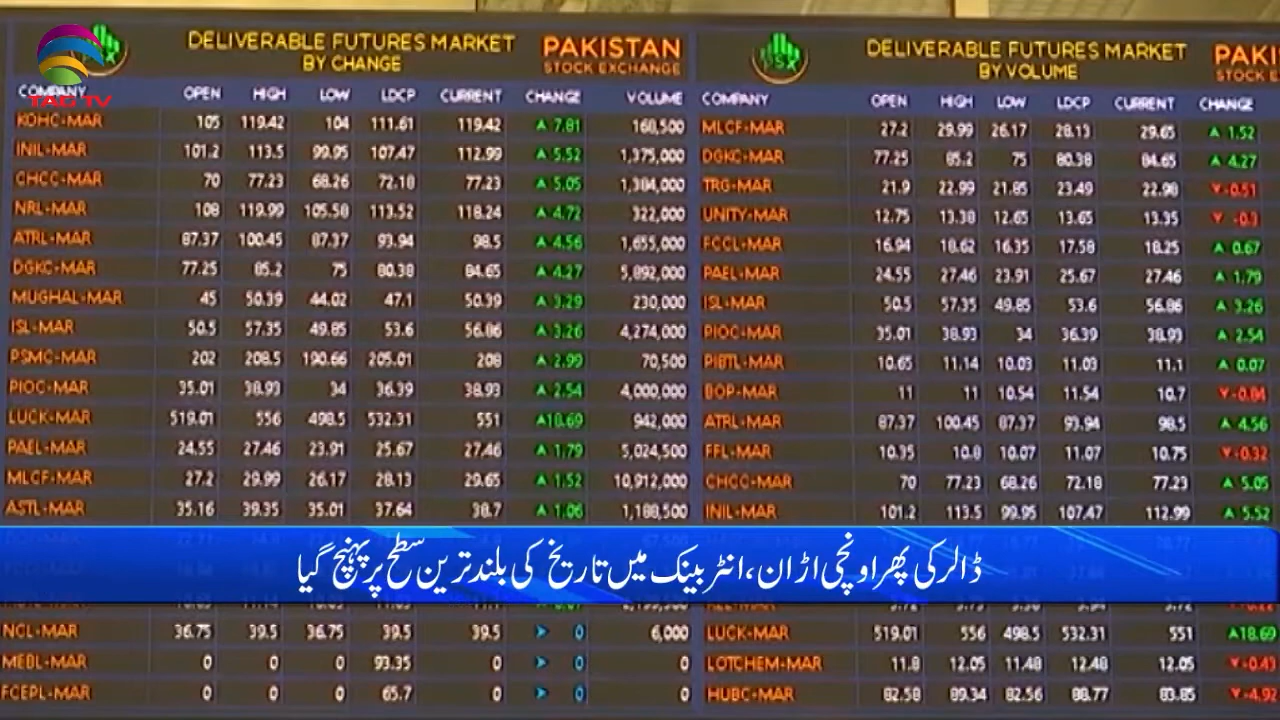 TAG TV
DELIVERABLE FUTURES MARKET
BY CHANGE
PAKISTAN
STOCK EXCHANGE
COMPANY OPEN HIGH LOW LDCP CURRENT CHANGE VOLUME
KOHC-MAR 105 119.42 104 111.61 119.42 7.81 160,500
INIL-MAR 101.2 113.5 99.95 107.47 112.99 5.52 1,375,000
CHCC-MAR 70 77.23 68.26 72.18 77.23 5.05 1,384,000
NRL-MAR 108 119.99 105.50 113.52 118.24 4.72 322,000
ATRL-MAR 87.37 100.45 87.37 93.94 98.5 4.56 1,655,000
DGKC-MAR 77.25 85.2 75 80.38 84.65 4.27 5,892,000
MUGHAL-MAR 45 50.39 44.02 47.1 50.39 3.29 230,000
ISL-MAR 50.5 57.35 49.85 53.6 56.86 3.26 4,274,000
PSMC-MAR 202 208.5 190.66 205.01 208 2.99 70,500
PIOC-MAR 35.01 38.93 34 36.39 38.93 2.54 4,000,000
LUCK-MAR 519.01 556 498.5 532.31 551 18.69 942,000
PAEL-MAR 24.55 27.46 23.91 25.67 27.46 1.79 5,024,500
MLCF-MAR 27.2 29.99 26.17 28.13 29.65 1.52 10,912,000
ASTL-MAR 35.16 39.35 35.01 37.64 38.7 1.06 1,188,500
NCL-MAR 36.75 39.5 36.75 39.5 39.5 0 6,000
MEBL-MAR 0 0 0 93.35 0 0 0
FCEPL-MAR 0 0 0 65.7 0 0 0
PSX
DELIVERABLE FUTURES MARKET
BY VOLUME
PAKI
STOCK E
COMPANY OPEN HIGH LOW LDCP CURRENT CHANGE
MLCF-MAR 27.2 29.99 26.17 28.13 29.65 1.52
DGKC-MAR 77.25 85.2 75 80.38 84.65 4.27
TRG-MAR 21.9 22.99 21.85 23.49 22.98 -0.51
UNITY-MAR 12.75 13.38 12.65 13.65 13.35 -0.3
FCCL-MAR 16.94 18.62 16.35 17.58 18.25 0.67
PAEL-MAR 24.55 27.46 23.91 25.67 27.46 1.79
ISL-MAR 50.5 57.35 49.85 53.6 56.86 3.26
PIOC-MAR 35.01 38.93 34 36.39 38.93 2.54
PIBTL-MAR 10.65 11.14 10.03 11.03 11.1 0.07
BOP-MAR 11 11 10.54 11.54 10.7 -0.84
ATRL-MAR 87.37 100.45 87.37 93.94 98.5 4.56
FFL-MAR 10.35 10.8 10.07 11.07 10.75 -0.32
CHCC-MAR 70 77.23 68.26 72.18 77.23 5.05
INIL-MAR 101.2 113.5 99.95 107.47 112.99 5.52
LUCK-MAR 519.01 556 498.5 532.31 551 18.69
LOTCHEM-MAR 11.8 12.05 11.48 12.48 12.05 -0.43
HUBC-MAR 82.58 89.34 82.56 88.77 83.85 -4.92
ڈالر کی پھر اونچی اڑان، انٹر بینک میں تاریخ کی بلند ترین سطح پر پہنچ گیا